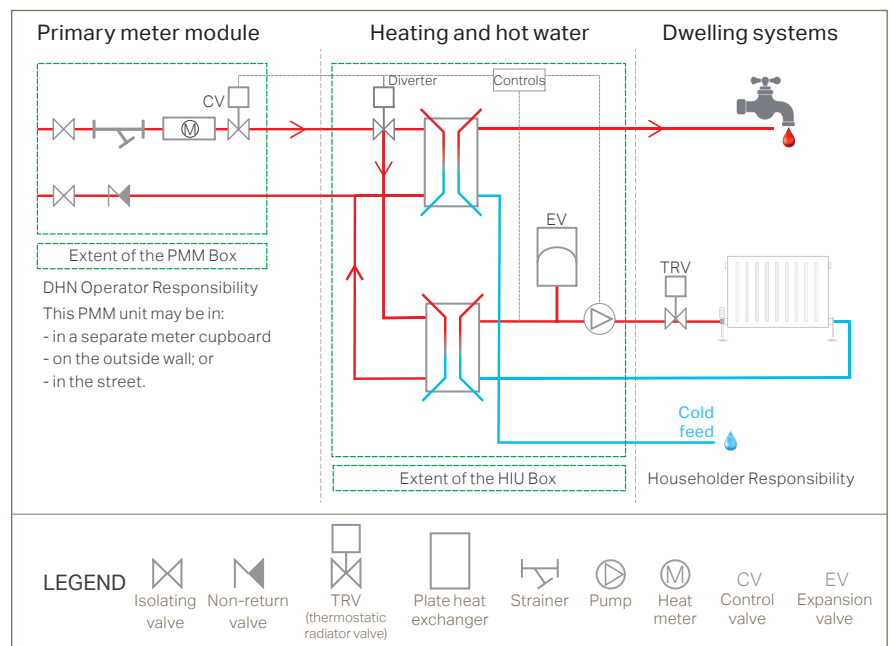 Primary meter module
Heating and hot water
Dwelling systems
CV
Diverter
Controls
M
EV
TRV
Extent of the PMM Box
DHN Operator Responsibility
This PMM unit may be in:
- in a separate meter cupboard
- on the outside wall; or
- in the street.
Cold
feed
Extent of the HIU Box
Householder Responsibility
LEGEND
Isolating
valve
Non-return
valve
TRV
(thermostatic
radiator valve)
Plate heat
exchanger
Strainer
Pump
M
Heat
meter
CV
Control
valve
EV
Expansion
valve